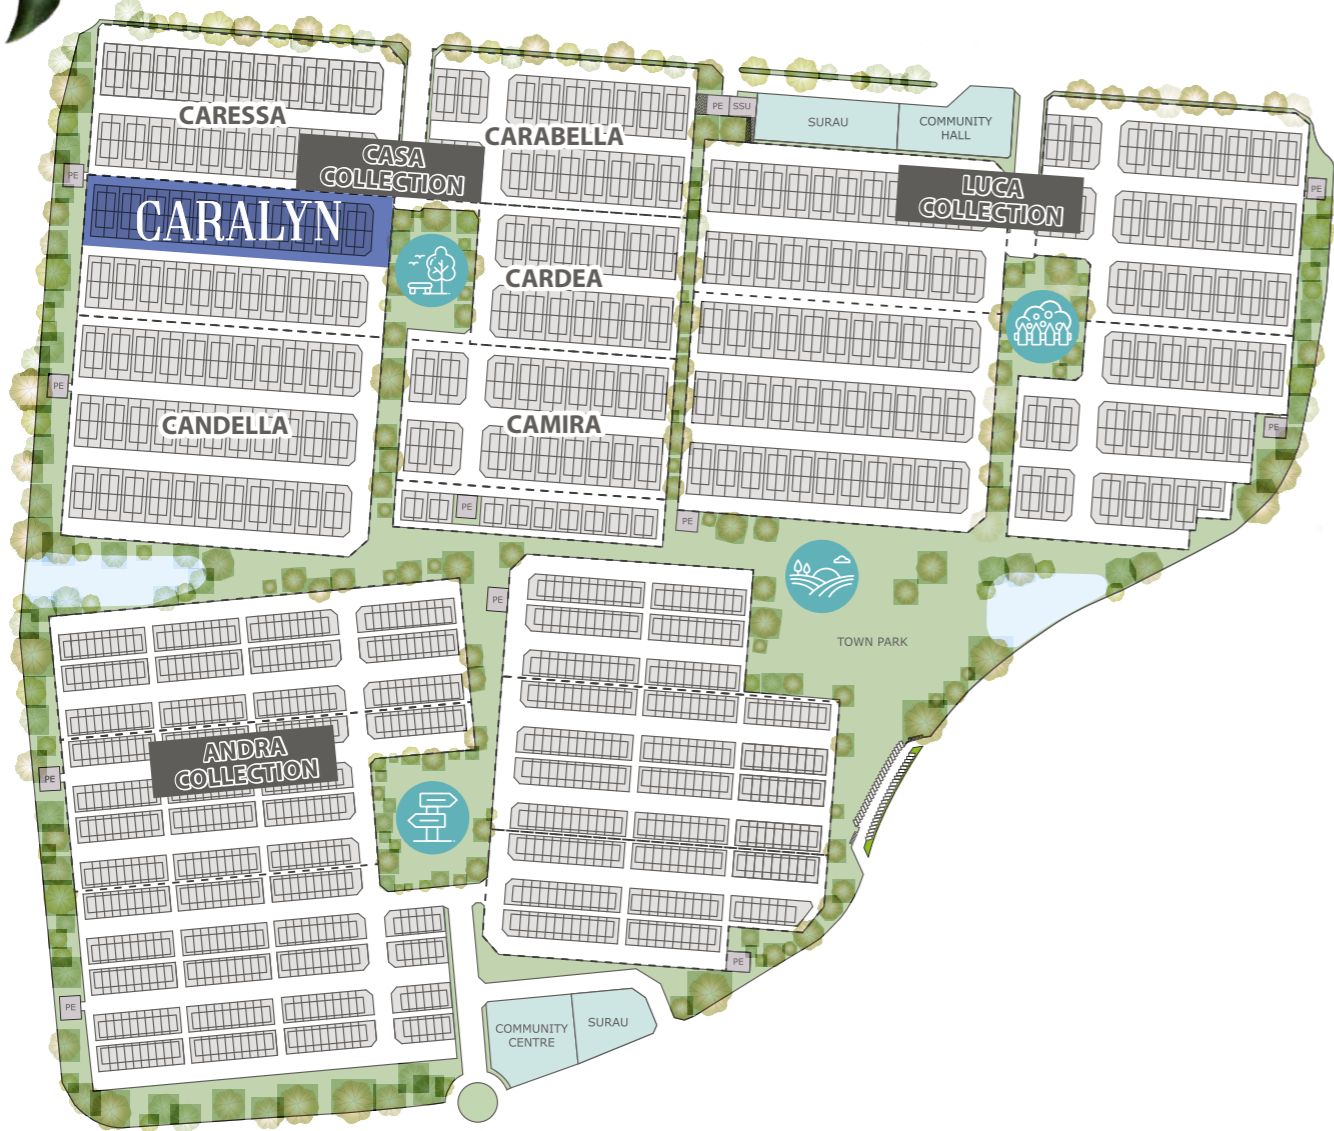 CARESSA
CASA
COLLECTION
CARABELLA
PE
SSU
SURAU
COMMUNITY
HALL
LUCA
COLLECTION
PE
PE
CARALYN
CARDEA
PE
CANDELLA
CAMIRA
PE
PE
PE
PE
TOWN PARK
ANDRA
COLLECTION
PE
PE
PE
COMMUNITY
CENTRE
SURAU